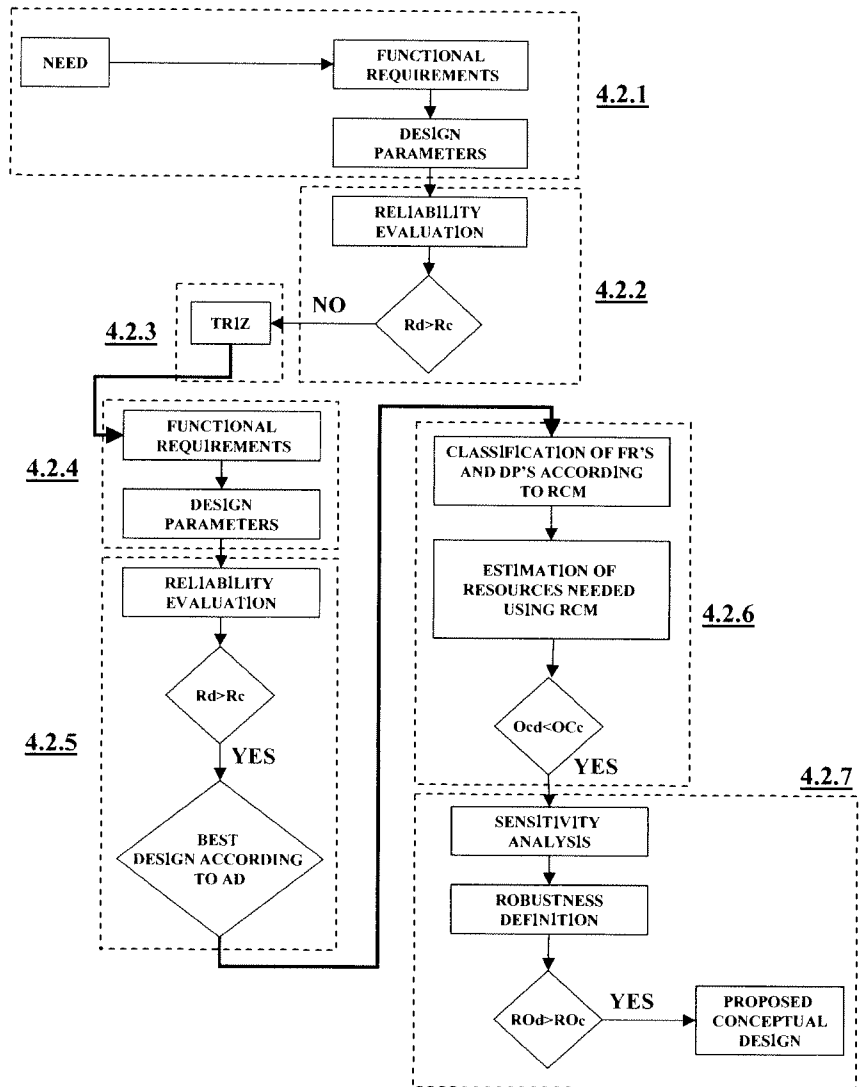 NEED
FUNCTIONAL
REQUIREMENTS
4.2.1
DESIGN
PARAMETERS
RELIABILITY
EVALUATION
4.2.2
Rd>Rc
NO
TRIZ
4.2.3
FUNCTIONAL
REQUIREMENTS
4.2.4
DESIGN
PARAMETERS
RELIABILITY
EVALUATION
Rd>Rc
4.2.5
YES
BEST
DESIGN ACCORDING
TO AD
CLASSIFICATION OF FR'S
AND DP'S ACCORDING
TO RCM
ESTIMATION OF
RESOURCES NEEDED
USING RCM
4.2.6
Ocd<OCc
YES
4.2.7
SENSITIVITY
ANALYSIS
ROBUSTNESS
DEFINITION
ROd>ROc
YES
PROPOSED
CONCEPTUAL
DESIGN